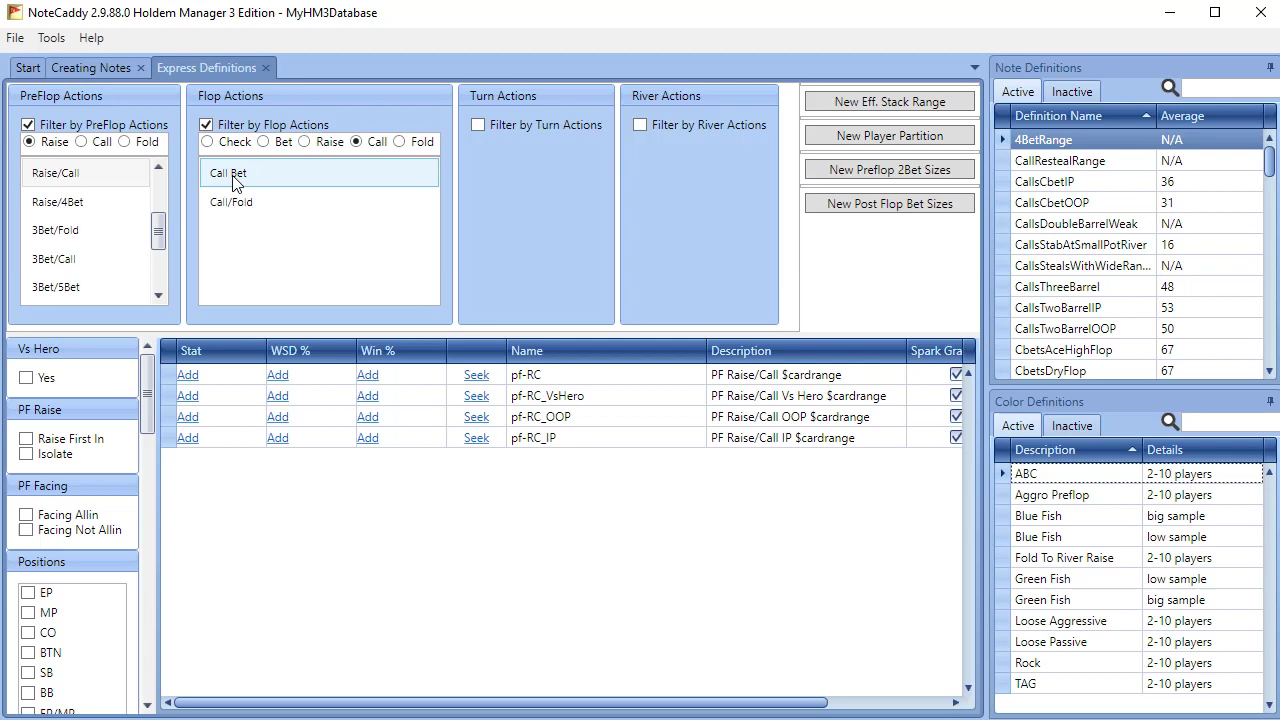 NoteCaddy 2.9.88.0 Holdem Manager 3 Edition - MyHM3Database
File Tools Help
Start Creating Notes × Express Definitions ×
PreFlop Actions
Filter by PreFlop Actions
Raise Call Fold
Raise/Call
Raise/4Bet
3Bet/Fold
3Bet/Call
3Bet/5Bet
Flop Actions
Filter by Flop Actions
Check Bet Raise Call Fold
Call Bet
Call/Fold
Turn Actions
Filter by Turn Actions
River Actions
Filter by River Actions
New Eff. Stack Range
New Player Partition
New Preflop 2Bet Sizes
New Post Flop Bet Sizes
Vs Hero
Yes
PF Raise
Raise First In
Isolate
PF Facing
Facing Allin
Facing Not Allin
Positions
EP
MP
CO
BTN
SB
BB
EP/MP
Stat WSD % Win % Name Description Spark Gra
Add Add Add Seek pf-RC PF Raise/Call $cardrange
Add Add Add Seek pf-RC_VsHero PF Raise/Call Vs Hero $cardrange
Add Add Add Seek pf-RC_OOP PF Raise/Call OOP $cardrange
Add Add Add Seek pf-RC_IP PF Raise/Call IP $cardrange
Note Definitions
Active Inactive
Definition Name Average
4BetRange N/A
CallRestealRange N/A
CallsCbetIP 36
CallsCbetOOP 31
CallsDoubleBarrelWeak N/A
CallsStabAtSmallPotRiver 16
CallsStealsWithWideRan... N/A
CallsThreeBarrel 48
CallsTwoBarrelIP 53
CallsTwoBarrelOOP 50
CbetsAceHighFlop 67
CbetsDryFlop 67
Color Definitions
Active Inactive
Description Details
ABC 2-10 players
Aggro Preflop 2-10 players
Blue Fish big sample
Blue Fish low sample
Fold To River Raise 2-10 players
Green Fish low sample
Green Fish big sample
Loose Aggressive 2-10 players
Loose Passive 2-10 players
Rock 2-10 players
TAG 2-10 players